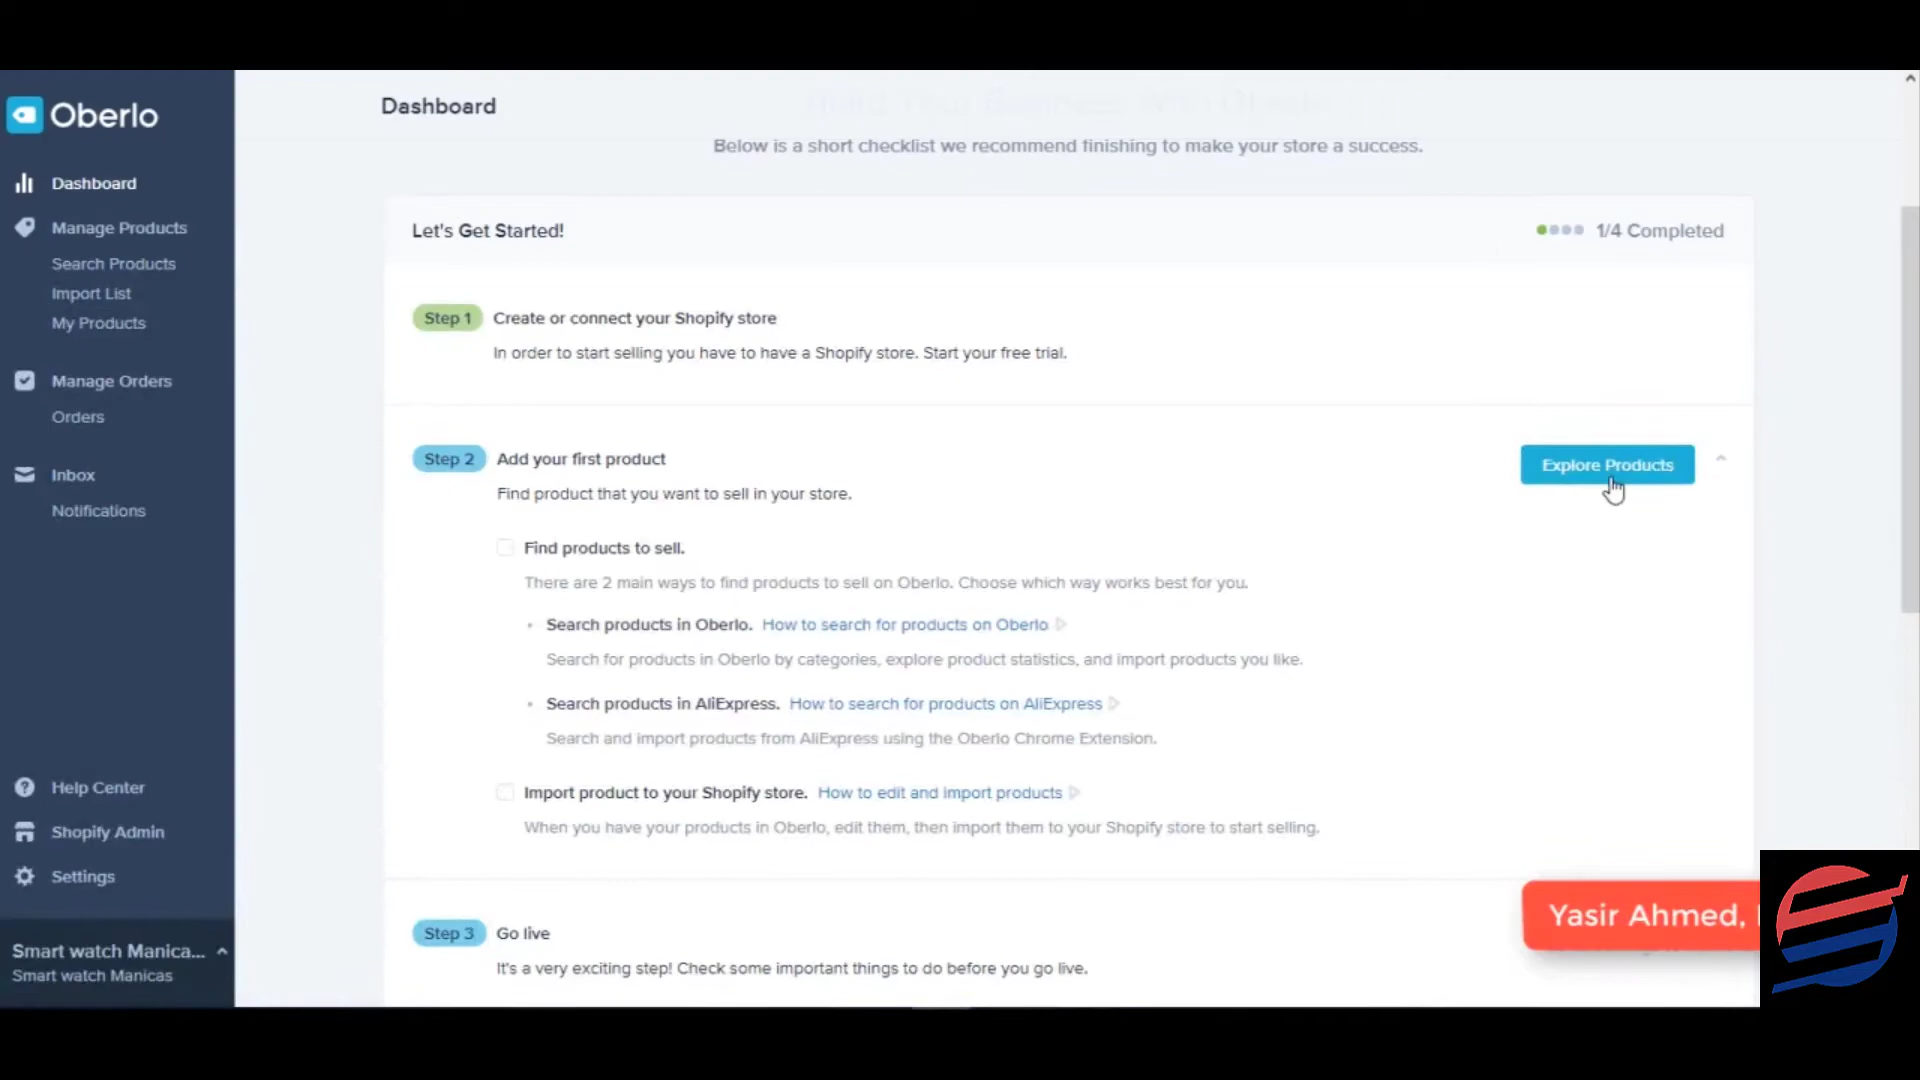 Oberlo
Dashboard
Manage Products
Search Products
Import List
My Products
Manage Orders
Orders
Inbox
Notifications
Help Center
Shopify Admin
Settings
Smart watch Manica...
Smart watch Manicas
Dashboard
Below is a short checklist we recommend finishing to make your store a success.
Let's Get Started!
1/4 Completed
Step 1 Create or connect your Shopify store
In order to start selling you have to have a Shopify store. Start your free trial.
Step 2 Add your first product
Explore Products
Find product that you want to sell in your store.
Find products to sell.
There are 2 main ways to find products to sell on Oberlo. Choose which way works best for you.
Search products in Oberlo. How to search for products on Oberlo
Search for products in Oberlo by categories, explore product statistics, and import products you like.
Search products in AliExpress. How to search for products on AliExpress
Search and import products from AliExpress using the Oberlo Chrome Extension.
Import product to your Shopify store. How to edit and import products
When you have your products in Oberlo, edit them, then import them to your Shopify store to start selling.
Step 3 Go live
It's a very exciting step! Check some important things to do before you go live.
Yasir Ahmed,